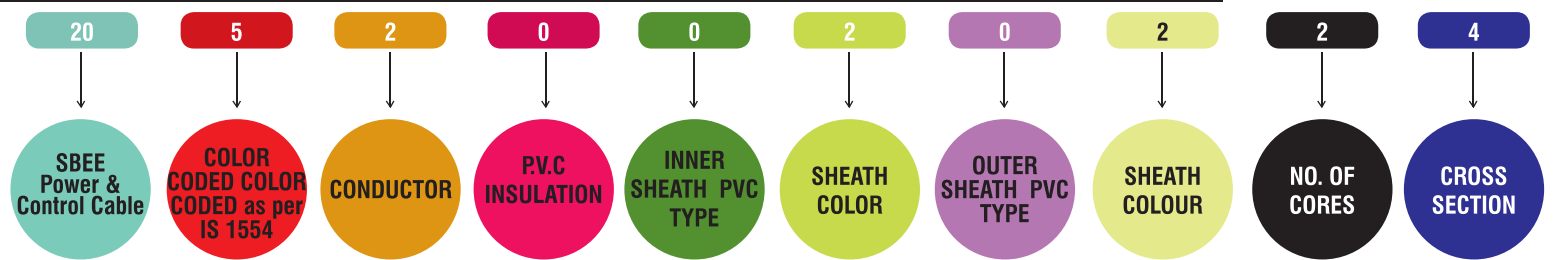 20 5 2 0 0 2 0 2 2 4
SBEE
Power &
Control Cable
COLOR
CODED COLOR
CODED as per
IS 1554
CONDUCTOR
P.V.C
INSULATION
INNER
SHEATH PVC
TYPE
SHEATH
COLOR
OUTER
SHEATH PVC
TYPE
SHEATH
COLOUR
NO. OF
CORES
CROSS
SECTION